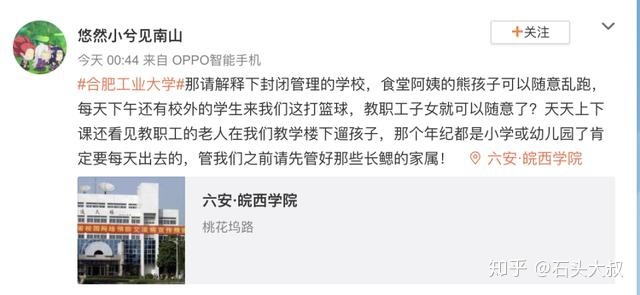 悠然小兮见南山
+关注
今天 00:44 来自 OPPO智能手机
#合肥工业大学#那请解释下封闭管理的学校，食堂阿姨的熊孩子可以随意乱跑，
每天下午还有校外的学生来我们这打篮球，教职工子女就可以随意了？天天上下
课还看见教职工的老人在我们教学楼下遛孩子，那个年纪都是小学或幼儿园了肯
定要每天出去的，管我们之前请先管好那些长鳃的家属！ 六安·皖西学院
六安·皖西学院
桃花坞路
知乎 @石头大叔